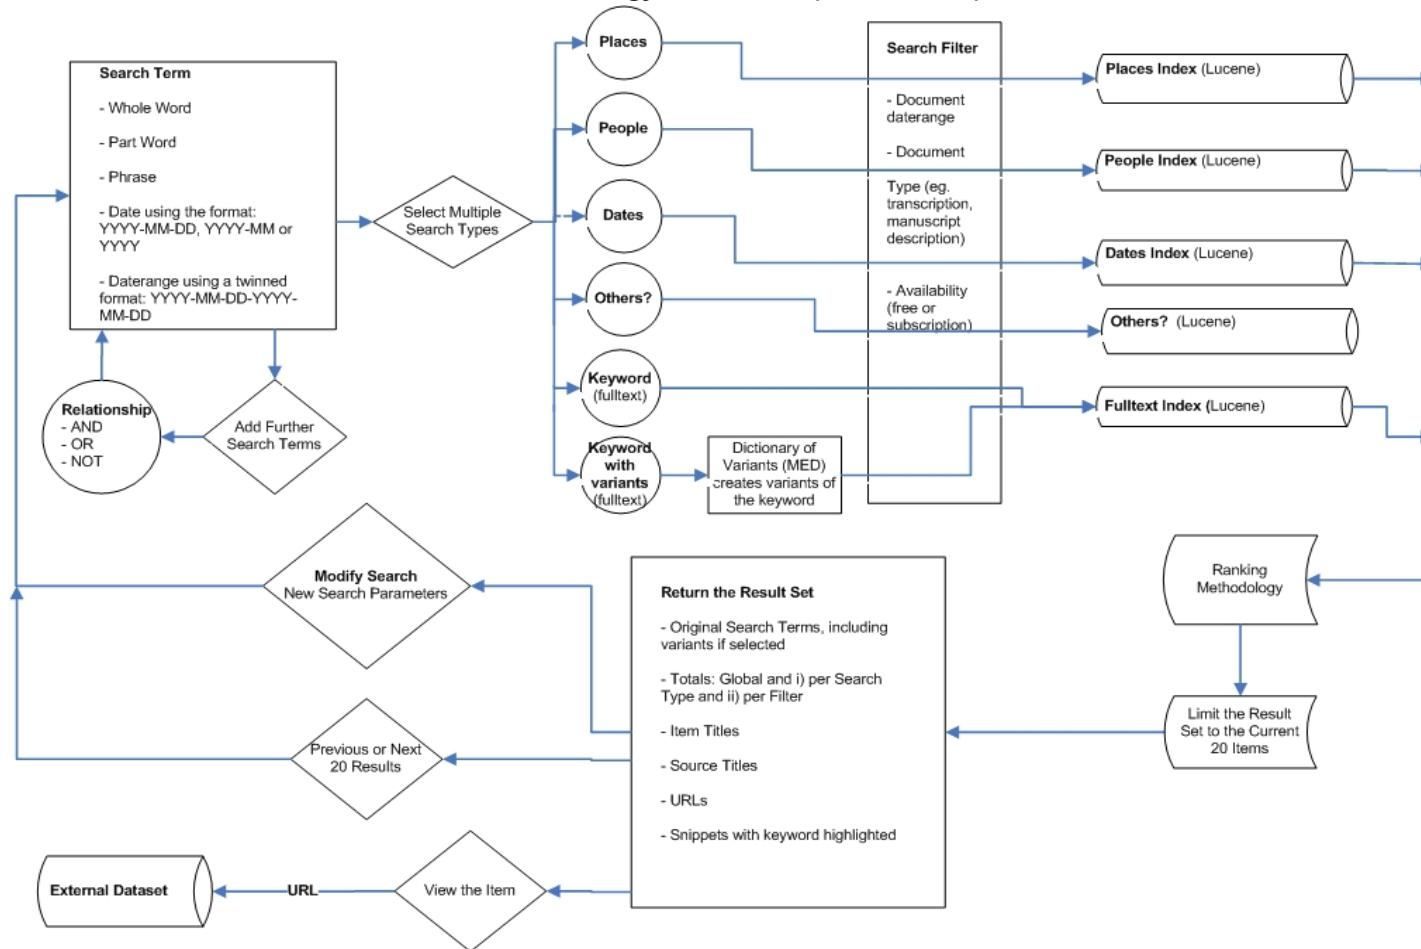 Search Term
- Whole Word
- Part Word
- Phrase
- Date using the format:
YYYY-MM-DD, YYYY-MM or
YYYY
- Daterange using a twinned
format: YYYY-MM-DD-YYYY-
MM-DD
Relationship
- AND
- OR
- NOT
Add Further
Search Terms
Select Multiple
Search Types
Places
People
Dates
Others?
Keyword
(fulltext)
Keyword
with
variants
(fulltext)
Dictionary of
Variants (MED)
creates variants of
the keyword
Search Filter
- Document
daterange
- Document
Type (eg.
transcription,
manuscript
description)
- Availability
(free or
subscription)
Places Index (Lucene)
People Index (Lucene)
Dates Index (Lucene)
Others? (Lucene)
Fulltext Index (Lucene)
Ranking
Methodology
Limit the Result
Set to the Current
20 Items
Return the Result Set
- Original Search Terms, including
variants if selected
- Totals: Global and i) per Search
Type and ii) per Filter
- Item Titles
- Source Titles
- URLs
- Snippets with keyword highlighted
Modify Search
New Search Parameters
Previous or Next
20 Results
View the Item
URL
External Dataset